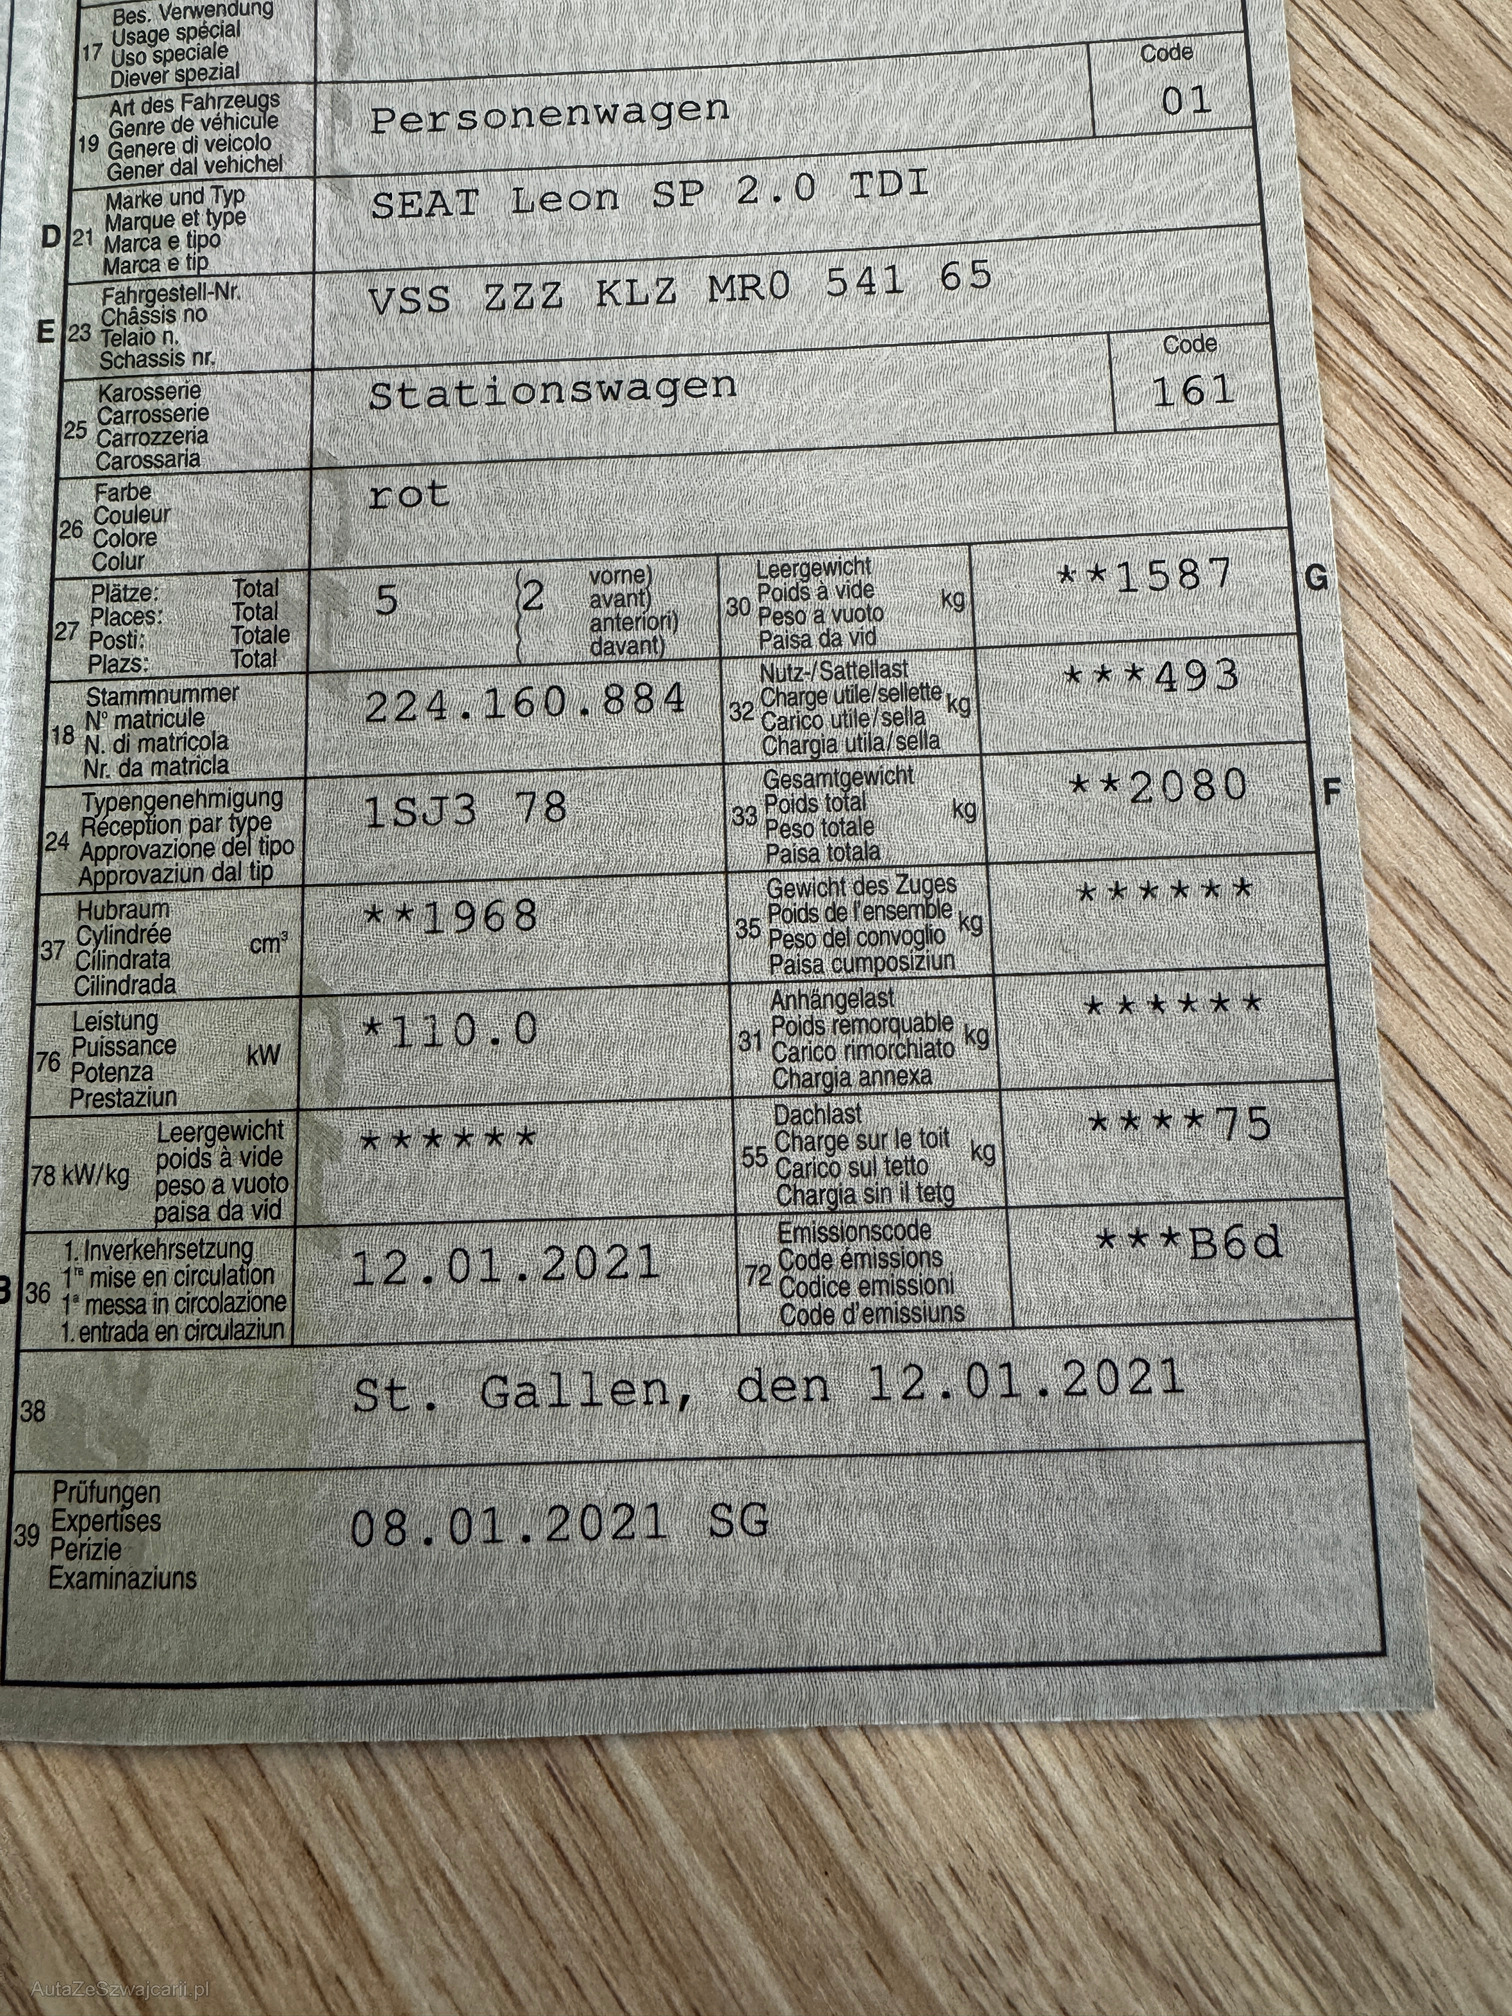 17 Bes. Verwendung
Usage spécial
Uso speciale
Diever spezial
19 Art des Fahrzeugs
Genre de véhicule
Genere di veicolo
Gener dal vehichel
Personenwagen
Code
01
D 21 Marke und Typ
Marque et type
Marca e tipo
Marca e tip
SEAT Leon SP 2.0 TDI
E 23 Fahrgestell-Nr.
Châssis no
Telaio n.
Schassis nr.
VSS ZZZ KLZ MR0 541 65
25 Karosserie
Carrosserie
Carrozzeria
Carossaria
Stationswagen
Code
161
26 Farbe
Couleur
Colore
Colur
rot
27 Plätze: Total
Places: Total
Posti: Totale
Plazs: Total
5 (2 vorne)
avant)
anteriori)
davant)
30 Leergewicht
Poids à vide
Peso a vuoto
Paisa da vid
kg
**1587 G
18 Stammnummer
N° matricule
N. di matricola
Nr. da matricla
224.160.884
32 Nutz-/Sattellast
Charge utile/sellette
Carico utile/sella
Chargia utila/sella
kg
***493
24 Typengenehmigung
Réception par type
Approvazione del tipo
Approvaziun dal tip
1SJ3 78
33 Gesamtgewicht
Poids total
Peso totale
Paisa totala
kg
**2080 F
37 Hubraum
Cylindrée
Cilindrata
Cilindrada
cm³
**1968
35 Gewicht des Zuges
Poids de l'ensemble
Peso del convoglio
Paisa cumposiziun
kg
******
76 Leistung
Puissance
Potenza
Prestaziun
kW
*110.0
31 Anhängelast
Poids remorquable
Carico rimorchiato
Chargia annexa
kg
******
78 kW/kg Leergewicht
poids à vide
peso a vuoto
paisa da vid
******
55 Dachlast
Charge sur le toit
Carico sul tetto
Chargia sin il tetg
kg
****75
B 36 1. Inverkehrsetzung
1re mise en circulation
1a messa in circolazione
1. entrada en circulaziun
12.01.2021
72 Emissionscode
Code émissions
Codice emissioni
Code d'emissiuns
***B6d
38 St. Gallen, den 12.01.2021
39 Prüfungen
Expertises
Perizie
Examinaziuns
08.01.2021 SG
AutaZeSzwajcarii.pl